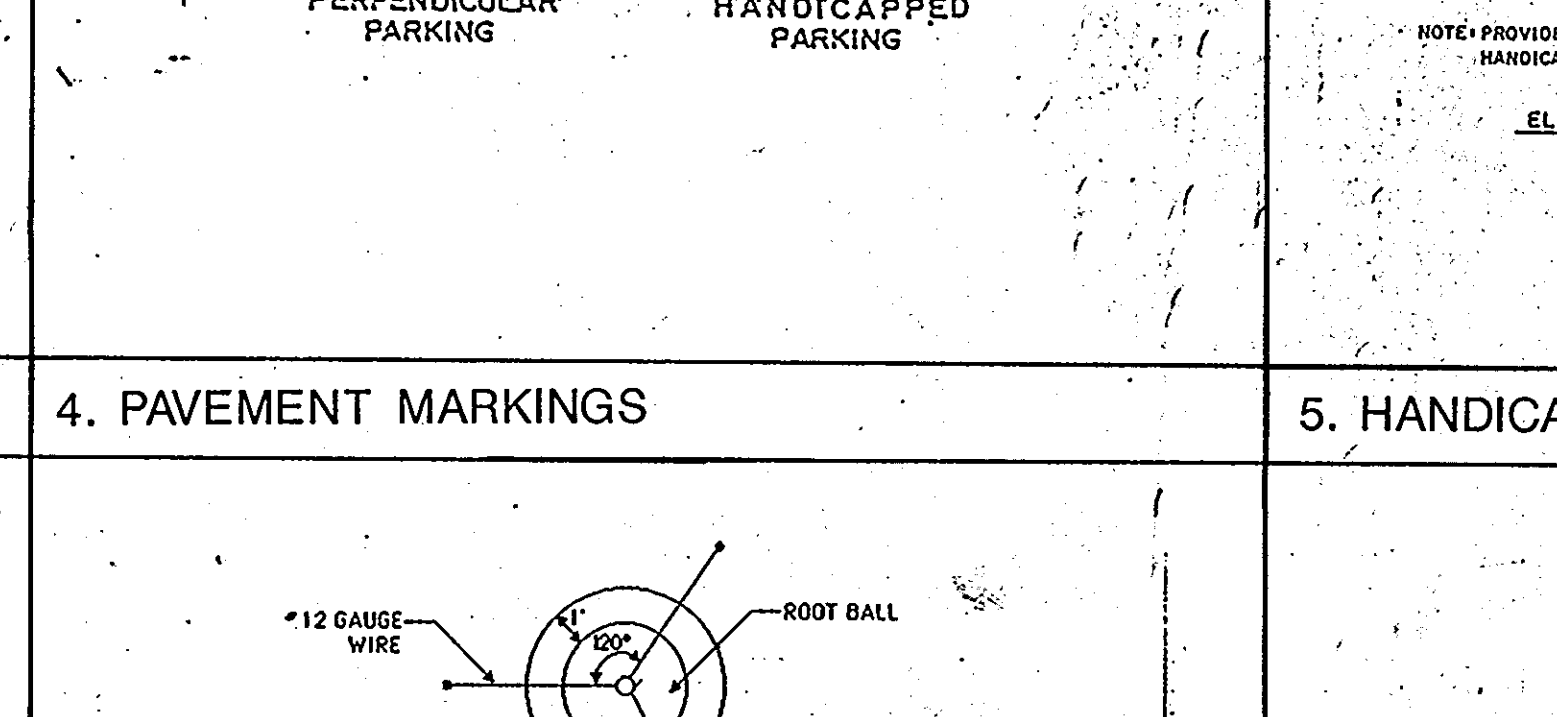 PERPENDICULAR
PARKING
HANDICAPPED
PARKING
NOTE: PROVIDE
HANDICA
EL
4. PAVEMENT MARKINGS
5. HANDICA
12 GAUGE
WIRE
1'
120°
ROOT BALL